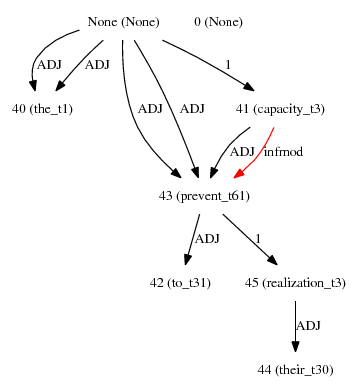 None (None) 0 (None)
ADJ ADJ ADJ ADJ 1
40 (the_t1) 41 (capacity_t3)
ADJ infmod
43 (prevent_t61)
ADJ 1
42 (to_t31) 45 (realization_t3)
ADJ
44 (their_t30)